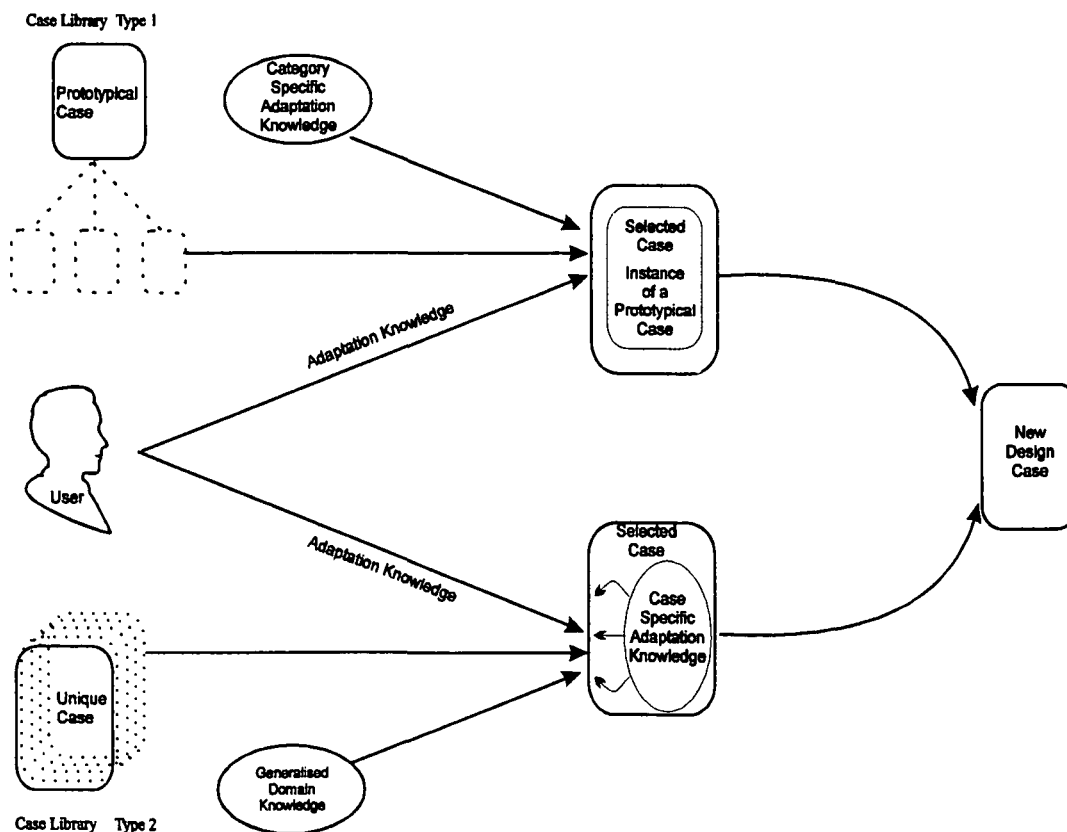 Case Library Type 1
Prototypical
Case
Category
Specific
Adaptation
Knowledge
Selected
Case
Instance
of a
Prototypical
Case
Adaptation Knowledge
User
New
Design
Case
Adaptation Knowledge
Selected
Case
Case
Specific
Adaptation
Knowledge
Unique
Case
Generalised
Domain
Knowledge
Case Library Type 2